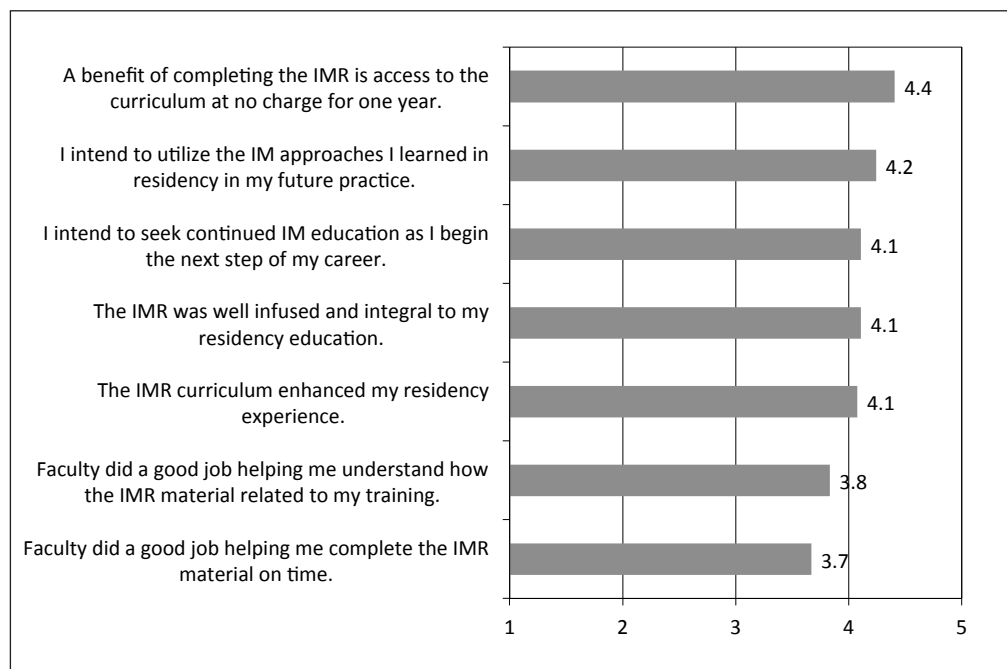 A benefit of completing the IMR is access to the
curriculum at no charge for one year.
4.4
I intend to utilize the IM approaches I learned in
residency in my future practice.
4.2
I intend to seek continued IM education as I begin
the next step of my career.
4.1
The IMR was well infused and integral to my
residency education.
4.1
The IMR curriculum enhanced my residency
experience.
4.1
Faculty did a good job helping me understand how
the IMR material related to my training.
3.8
Faculty did a good job helping me complete the IMR
material on time.
3.7
1 2 3 4 5